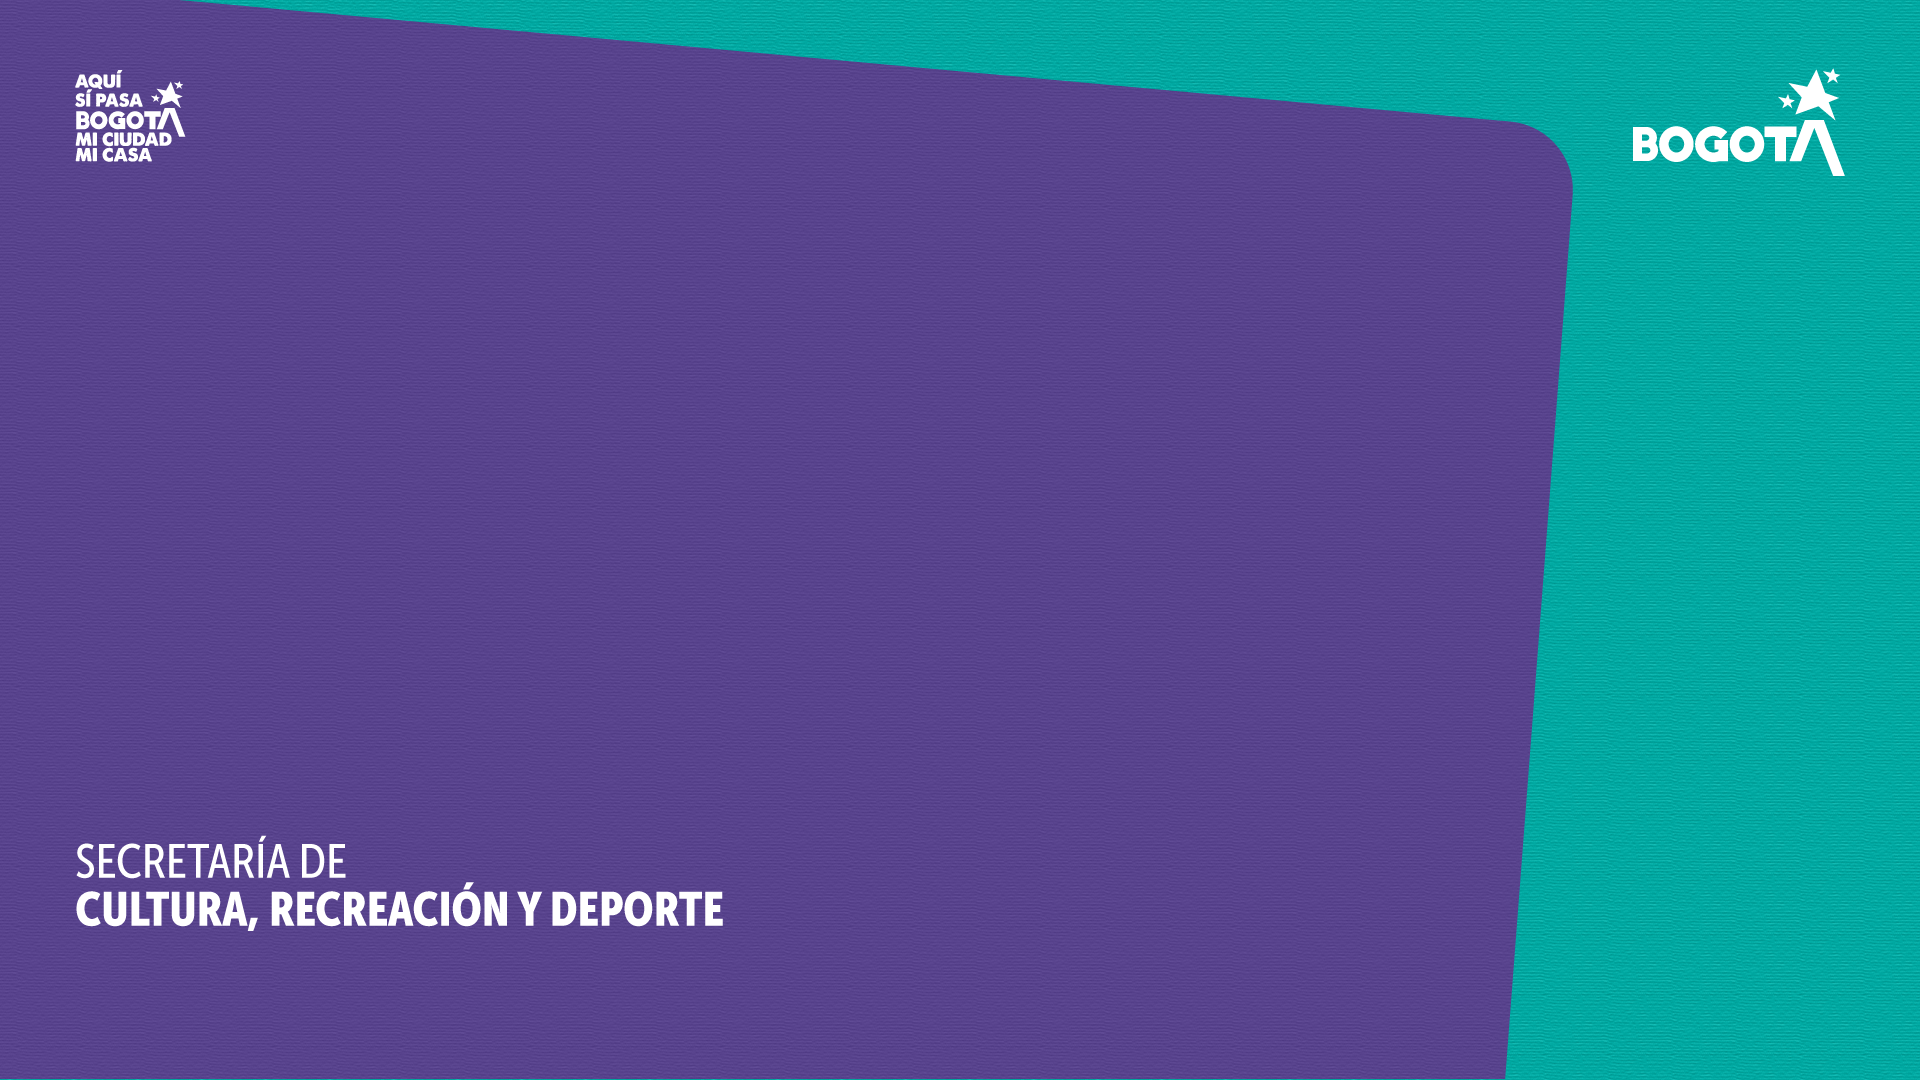 AQUÍ
SÍ PASA
BOGOTÁ
MI CIUDAD
MI CASA
BOGOTÁ
SECRETARÍA DE
CULTURA, RECREACIÓN Y DEPORTE